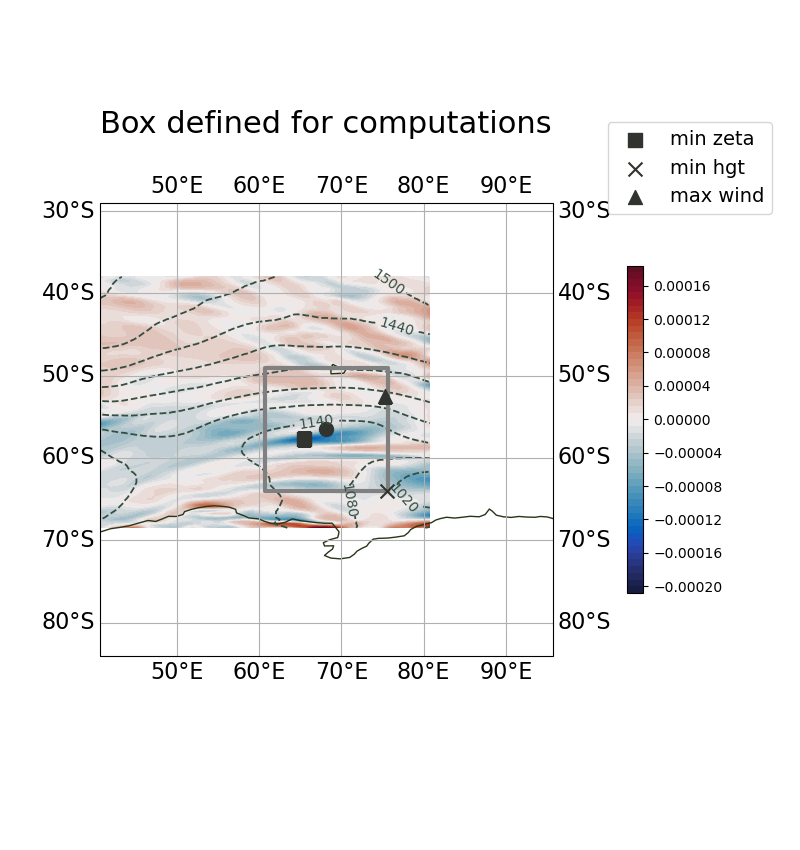 Box defined for computations
min zeta
min hgt
max wind
50°E 60°E 70°E 80°E 90°E
30°S 30°S
40°S 40°S
50°S 50°S
60°S 60°S
70°S 70°S
80°S 80°S
50°E 60°E 70°E 80°E 90°E
1500
1440
1140
1080
1020
0.00016
0.00012
0.00008
0.00004
0.00000
−0.00004
−0.00008
−0.00012
−0.00016
−0.00020